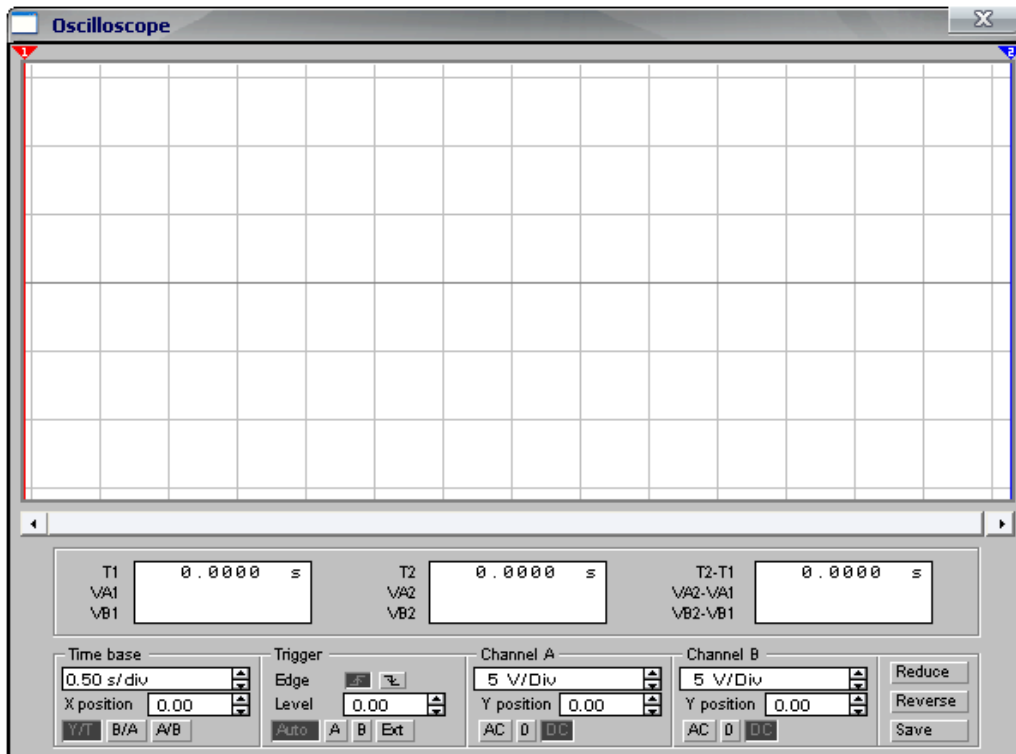 Oscilloscope X
1 2
T1 0.0000 s T2 0.0000 s T2-T1 0.0000 s
VA1 VA2 VA2-VA1
VB1 VB2 VB2-VB1
Time base Trigger Channel A Channel B
0.50 s/div Edge 5 V/Div 5 V/Div Reduce
X position 0.00 Level 0.00 Y position 0.00 Y position 0.00 Reverse
Y/T B/A A/B Auto A B Ext AC 0 DC AC 0 DC Save